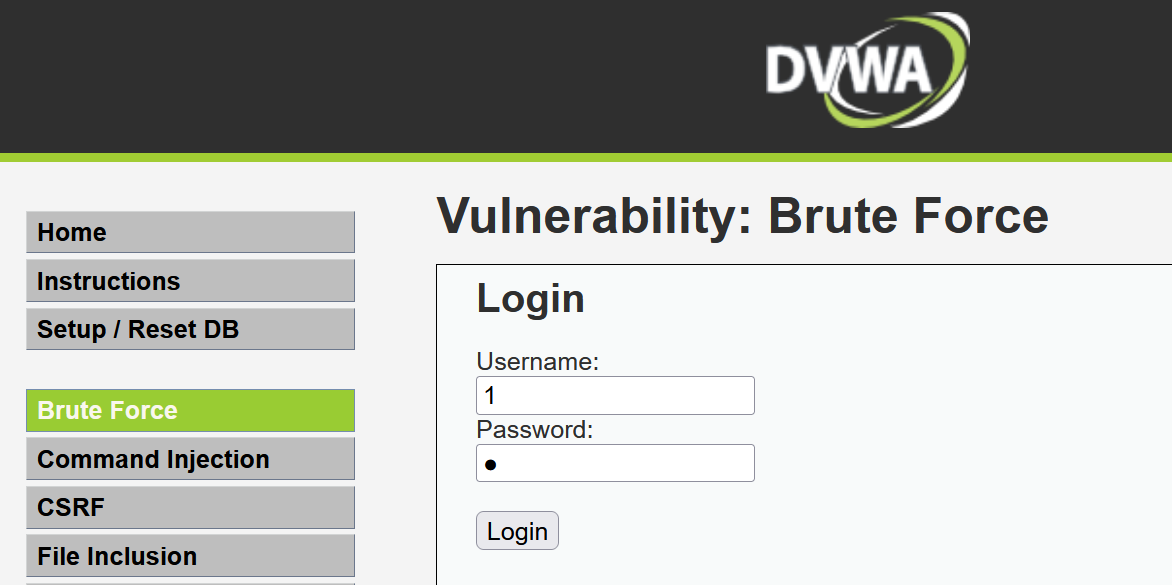 DVWA
Home
Instructions
Setup / Reset DB
Brute Force
Command Injection
CSRF
File Inclusion
Vulnerability: Brute Force
Login
Username:
1
Password:
●
Login